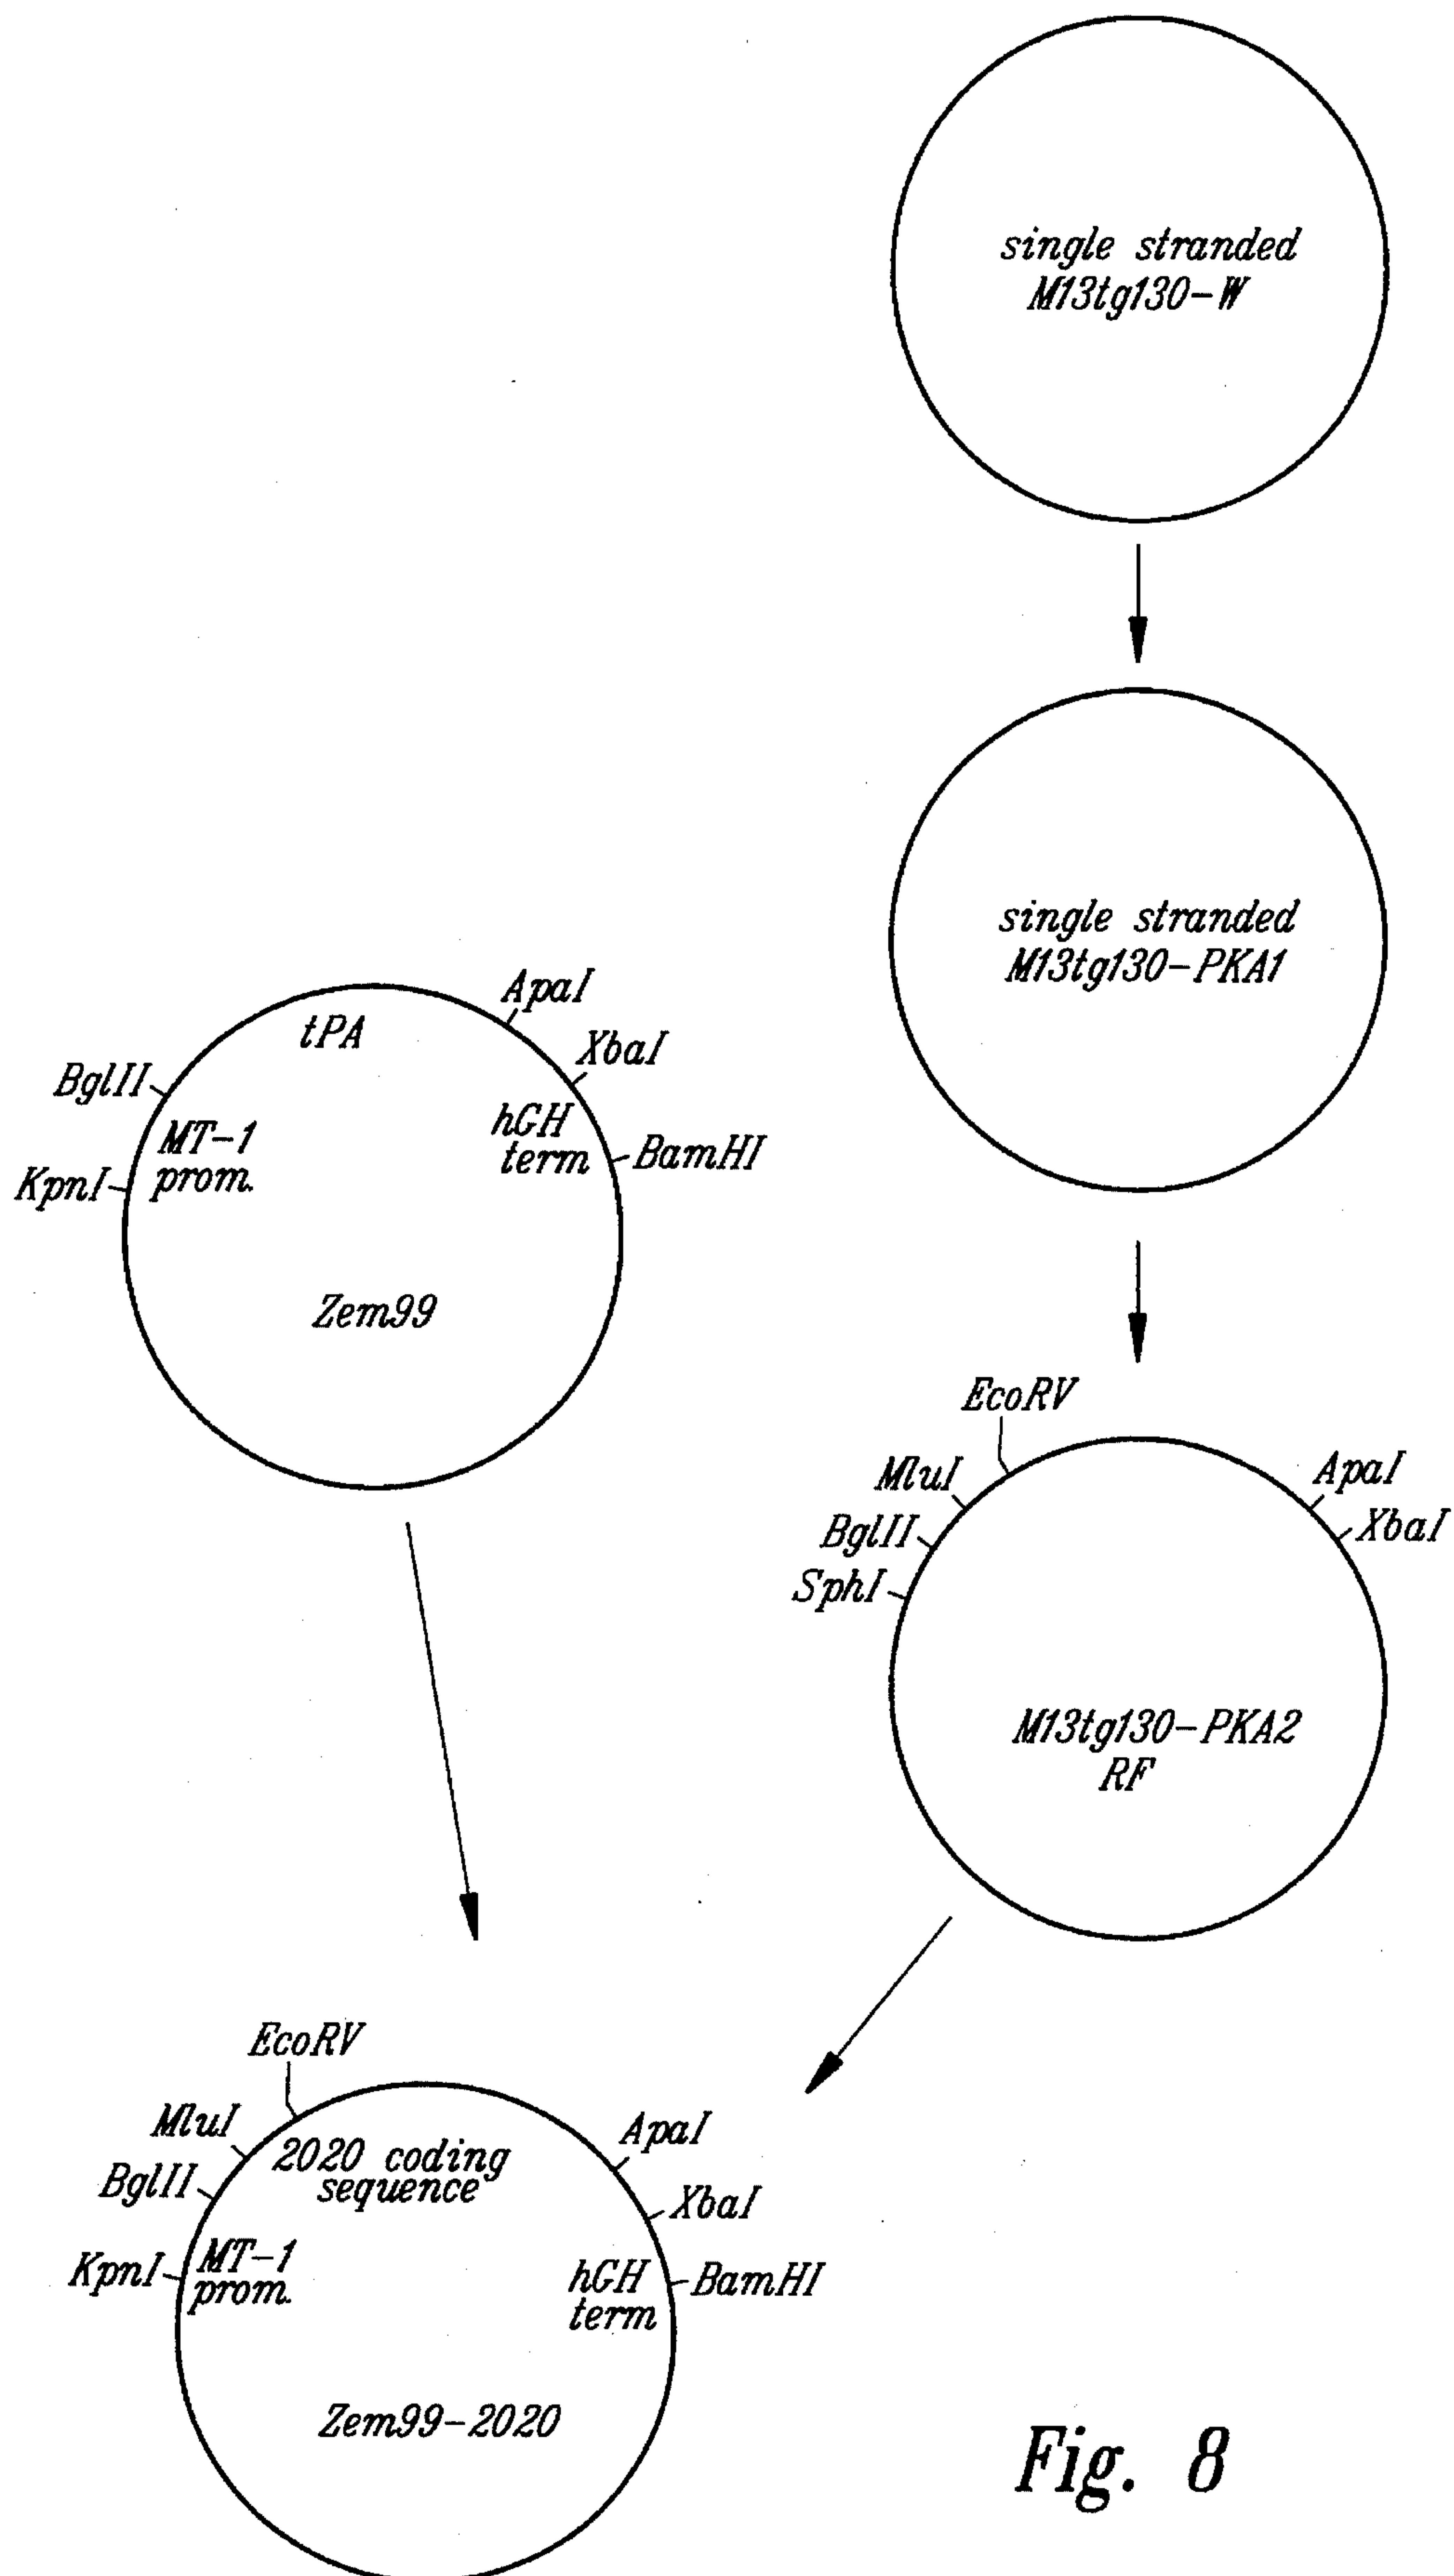 single stranded
M13tg130-W
single stranded
M13tg130-PKA1
ApaI
tPA
XbaI
BglII
hGH
term
MT-1
prom.
BamHI
KpnI
Zem99
EcoRV
MluI
ApaI
BglII
XbaI
SphI
M13tg130-PKA2
RF
EcoRV
MluI
ApaI
2020 coding
sequence
BglII
XbaI
KpnI
MT-1
prom.
hGH
term
BamHI
Zem99-2020
Fig. 8